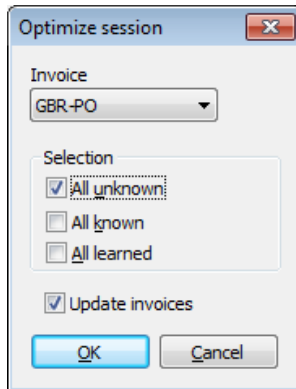 Optimize session
Invoice
GBR-PO
Selection
All unknown
All known
All learned
Update invoices
OK
Cancel